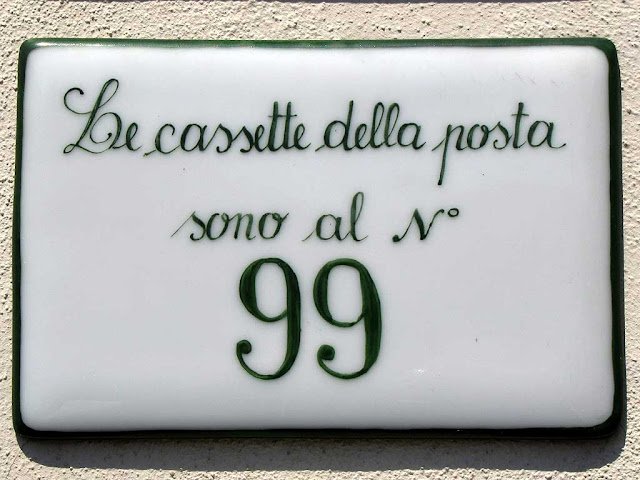 Le cassette della posta
sono al N°
99